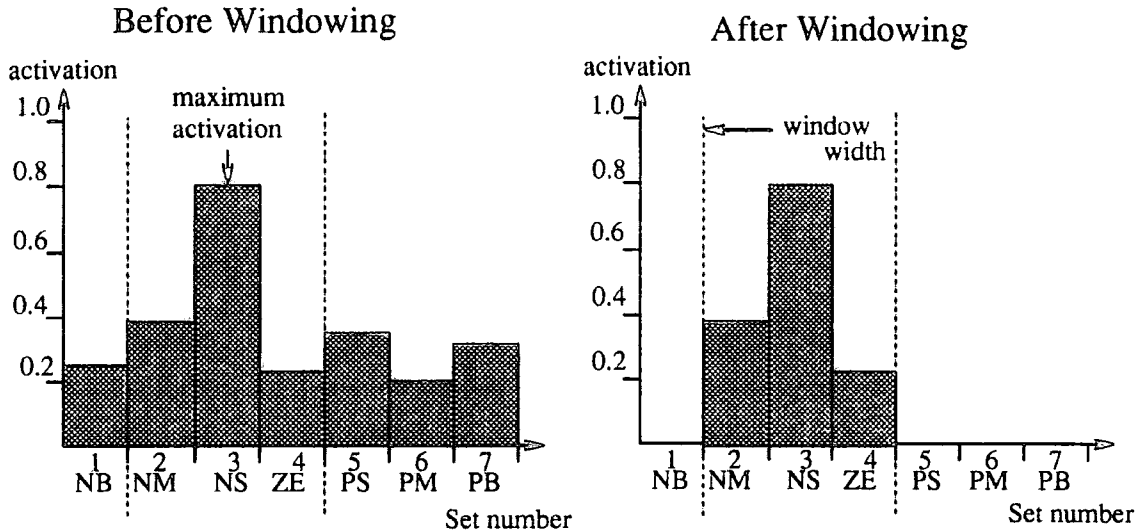 Before Windowing
activation
maximum
activation
1.0
0.8
0.6
0.4
0.2
1 2 3 4 5 6 7
NB NM NS ZE PS PM PB
Set number
After Windowing
activation
window
width
1.0
0.8
0.6
0.4
0.2
1 2 3 4 5 6 7
NB NM NS ZE PS PM PB
Set number